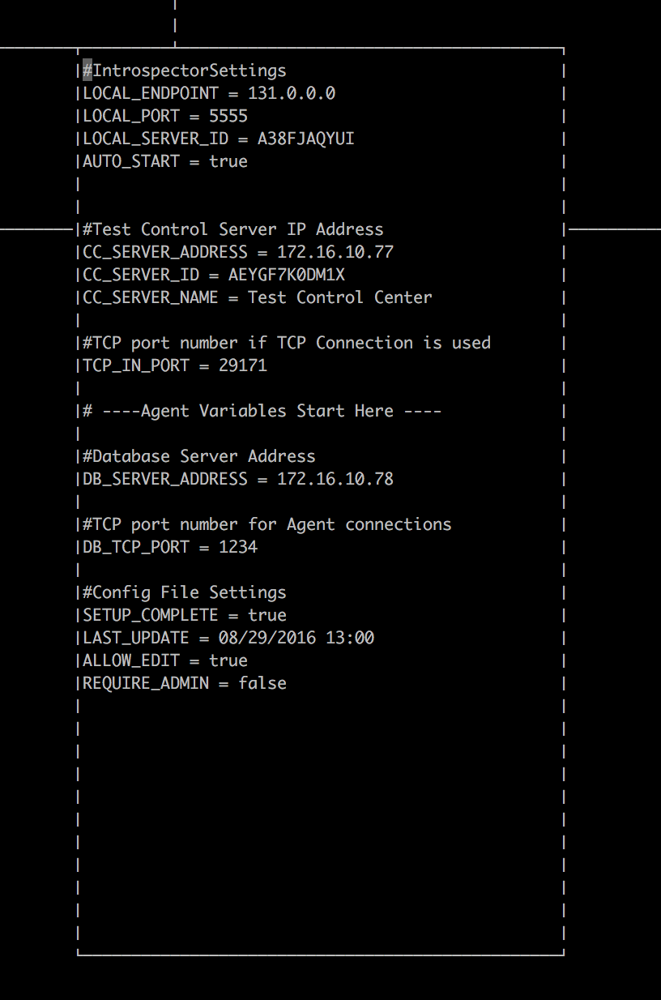 #IntrospectorSettings
LOCAL_ENDPOINT = 131.0.0.0
LOCAL_PORT = 5555
LOCAL_SERVER_ID = A38FJAQYUI
AUTO_START = true
#Test Control Server IP Address
CC_SERVER_ADDRESS = 172.16.10.77
CC_SERVER_ID = AEYGF7K0DM1X
CC_SERVER_NAME = Test Control Center
#TCP port number if TCP Connection is used
TCP_IN_PORT = 29171
# ----Agent Variables Start Here ----
#Database Server Address
DB_SERVER_ADDRESS = 172.16.10.78
#TCP port number for Agent connections
DB_TCP_PORT = 1234
#Config File Settings
SETUP_COMPLETE = true
LAST_UPDATE = 08/29/2016 13:00
ALLOW_EDIT = true
REQUIRE_ADMIN = false